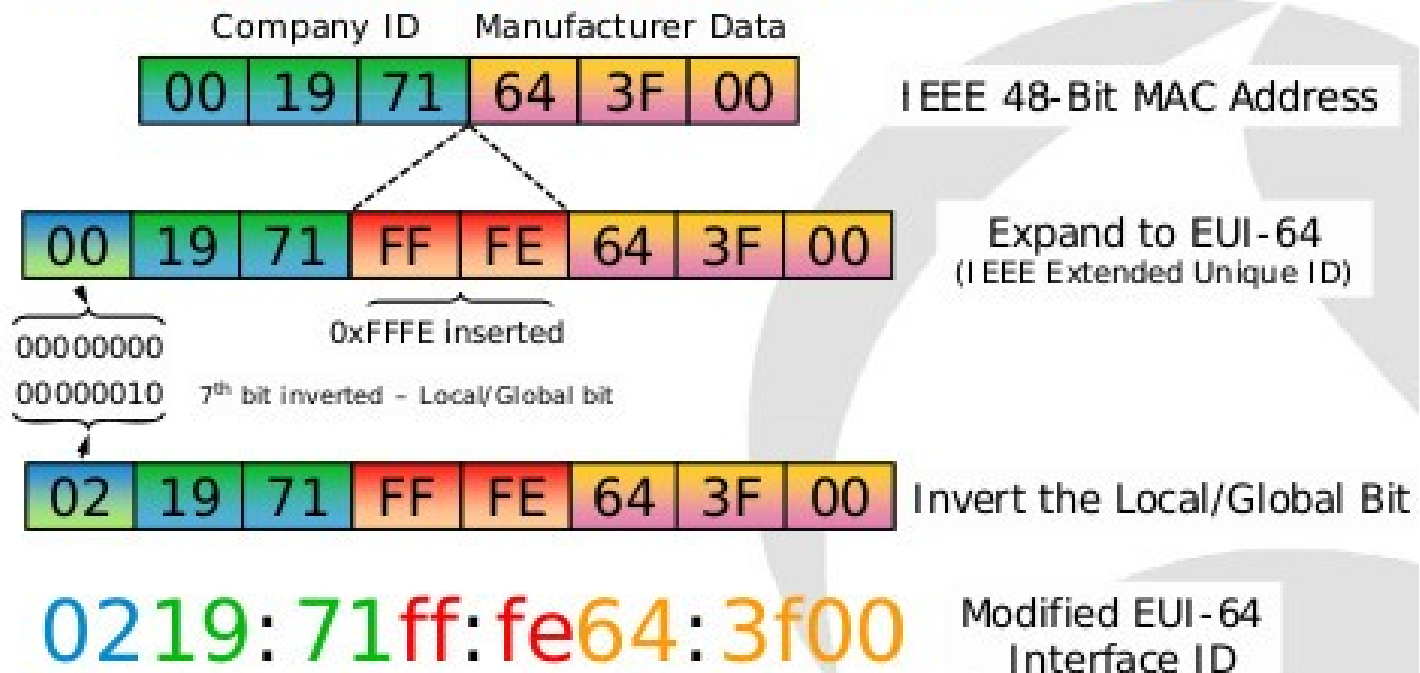 Company ID Manufacturer Data
00 19 71 64 3F 00 IEEE 48-Bit MAC Address
00 19 71 FF FE 64 3F 00 Expand to EUI-64
(IEEE Extended Unique ID)
0xFFFE inserted
00000000
00000010 7th bit inverted – Local/Global bit
02 19 71 FF FE 64 3F 00 Invert the Local/Global Bit
0219:71ff:fe64:3f00 Modified EUI-64
Interface ID